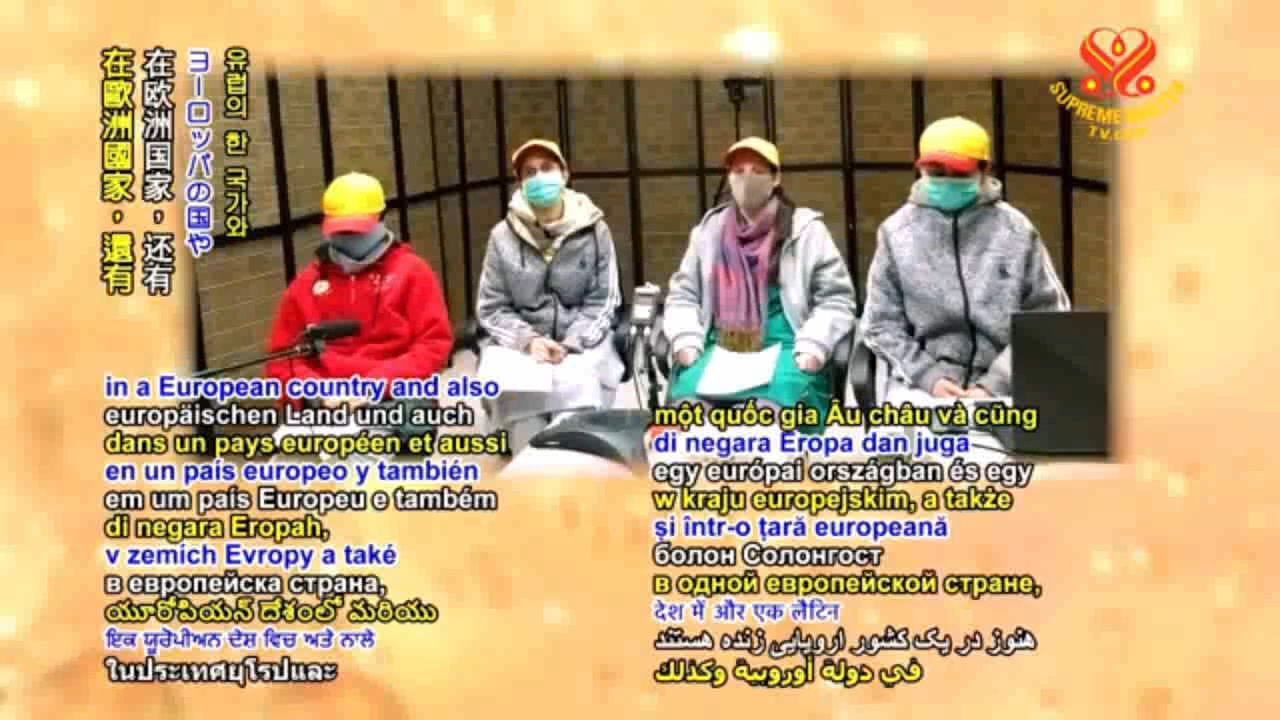 유럽의 한 국가와
ヨーロッパの国や
在欧洲国家，还有
在歐洲國家，還有
SUPREME MASTER
TV.com
in a European country and also
europäischen Land und auch
dans un pays européen et aussi
en un país europeo y también
em um país Europeu e também
di negara Eropah,
v zemích Evropy a také
в европейска страна,
యూరోపియన్ దేశంలో మరియు
ਇਕ ਯੂਰੋਪੀਅਨ ਦੇਸ਼ ਵਿਚ ਅਤੇ ਨਾਲੇ
ในประเทศยุโรปและ
một quốc gia Âu châu và cũng
di negara Eropa dan juga
egy európai országban és egy
w kraju europejskim, a także
și într-o țară europeană
болон Солонгост
в одной европейской стране,
देश में और एक लैटिन
هنوز در یک کشور اروپایی زنده هستند
في دولة أوروبية وكذلك